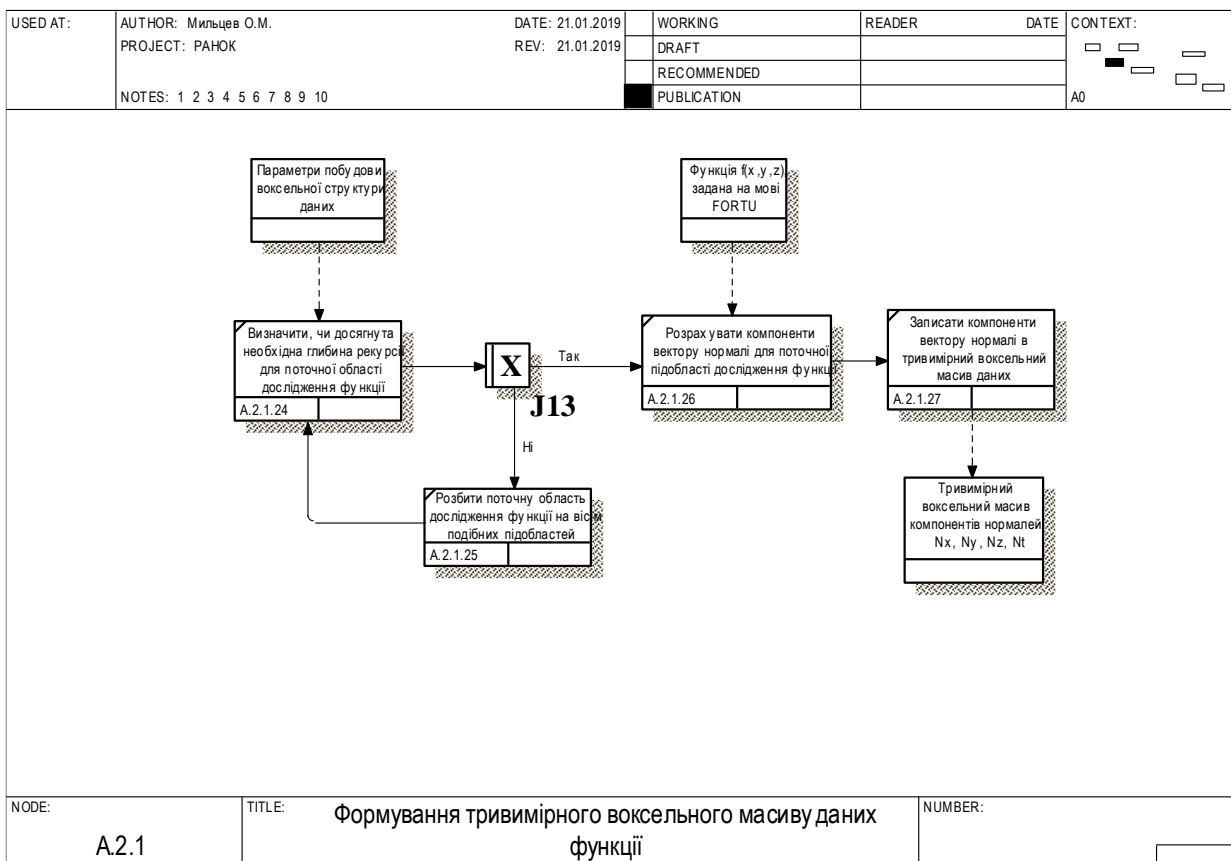 USED AT:
AUTHOR: Мильцев О.М.
DATE: 21.01.2019
PROJECT: РАНОК
REV: 21.01.2019
NOTES: 1 2 3 4 5 6 7 8 9 10
WORKING
DRAFT
RECOMMENDED
PUBLICATION
READER
DATE
CONTEXT:
A0
Параметри побудови
воксельної структури
даних
Функція f(x,y,z)
задана на мові
FORTU
Визначити, чи досягнута
необхідна глибина рекурсії
для поточної області
дослідження функції
A.2.1.24
X
J13
Так
Ні
Розрахувати компоненти
вектору нормалі для поточної
підобласті дослідження функц
A.2.1.26
Записати компоненти
вектору нормалі в
тривимірний воксельний
масив даних
A.2.1.27
Розбити поточну область
дослідження функції на вісім
подібних підобластей
A.2.1.25
Тривимірний
воксельний масив
компонентів нормалей
Nx, Ny, Nz, Nt
NODE:
A.2.1
TITLE:
Формування тривимірного воксельного масиву даних
функції
NUMBER: